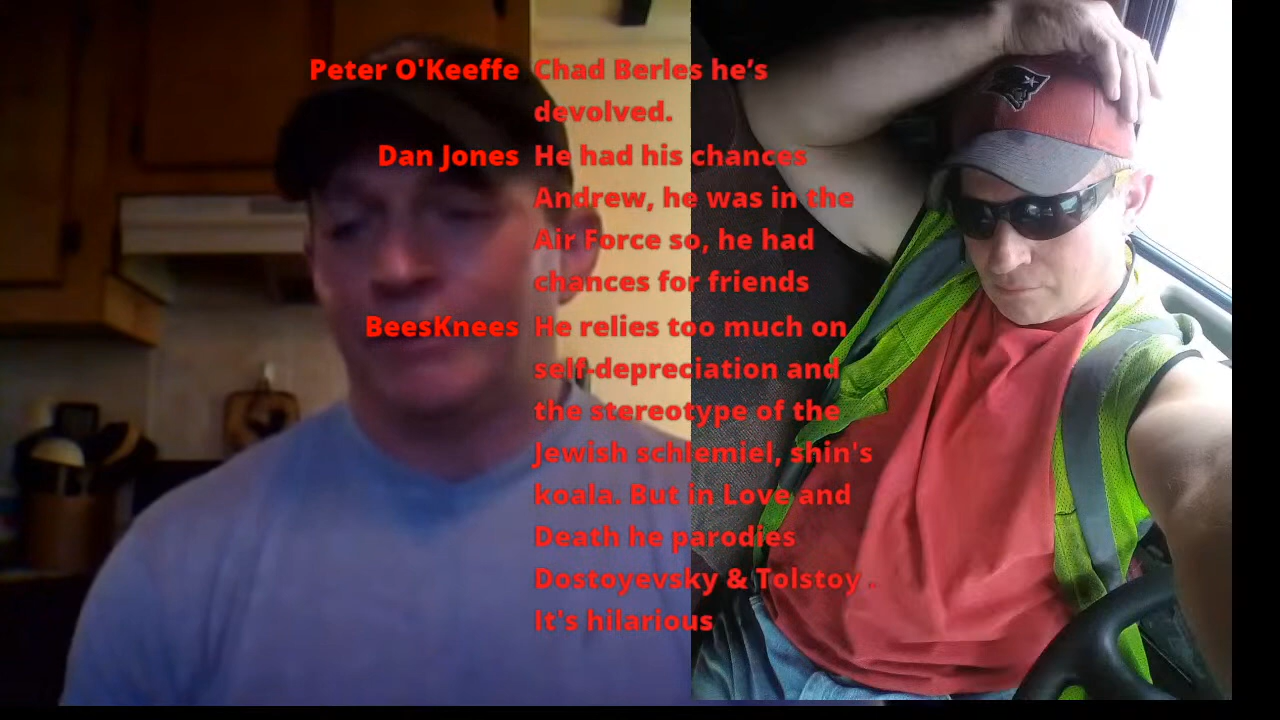 Peter O'Keeffe Chad Berles he’s
devolved.
Dan Jones He had his chances
Andrew, he was in the
Air Force so, he had
chances for friends
BeesKnees He relies too much on
self-depreciation and
the stereotype of the
Jewish schlemiel, shin's
koala. But in Love and
Death he parodies
Dostoyevsky & Tolstoy .
It's hilarious